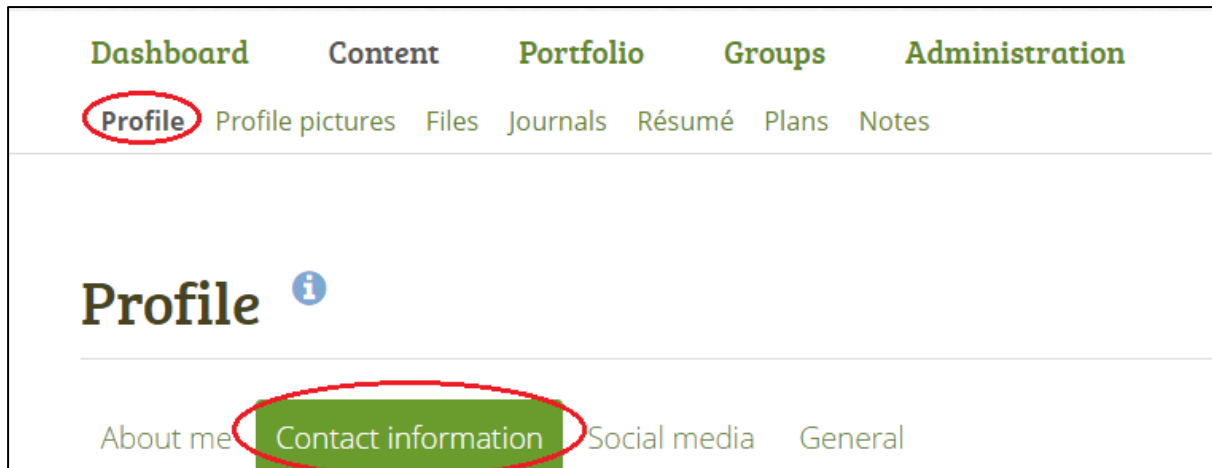 Dashboard Content Portfolio Groups Administration
Profile Profile pictures Files Journals Résumé Plans Notes
Profile
About me Contact information Social media General